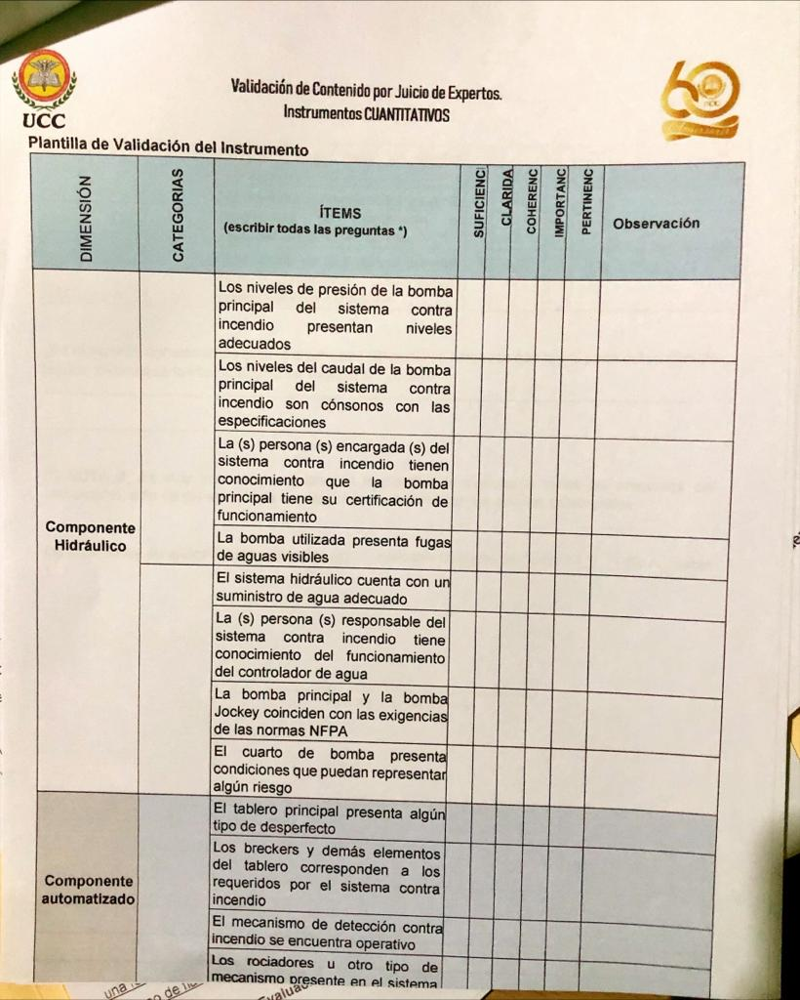 UCC
Validación de Contenido por Juicio de Expertos.
Instrumentos CUANTITATIVOS
Plantilla de Validación del Instrumento
DIMENSIÓN
CATEGORIAS
ÍTEMS
(escribir todas las preguntas *)
SUFICIENC
CLARIDA
COHERENC
IMPORTANC
PERTINENC
Observación
Componente
Hidráulico
Los niveles de presión de la bomba
principal del sistema contra
incendio presentan niveles
adecuados
Los niveles del caudal de la bomba
principal del sistema contra
incendio son cónsonos con las
especificaciones
La (s) persona (s) encargada (s) del
sistema contra incendio tienen
conocimiento que la bomba
principal tiene su certificación de
funcionamiento
La bomba utilizada presenta fugas
de aguas visibles
El sistema hidráulico cuenta con un
suministro de agua adecuado
La (s) persona (s) responsable del
sistema contra incendio tiene
conocimiento del funcionamiento
del controlador de agua
La bomba principal y la bomba
Jockey coinciden con las exigencias
de las normas NFPA
El cuarto de bomba presenta
condiciones que puedan representar
algún riesgo
Componente
automatizado
El tablero principal presenta algún
tipo de desperfecto
Los breckers y demás elementos
del tablero corresponden a los
requeridos por el sistema contra
incendio
El mecanismo de detección contra
incendio se encuentra operativo
Los rociadores u otro tipo de
mecanismo presente en el sistema